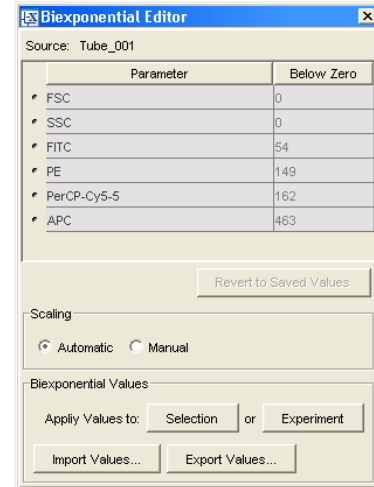 Biexponential Editor
Source: Tube_001
Parameter Below Zero
FSC 0
SSC 0
FITC 54
PE 149
PerCP-Cy5-5 162
APC 463
Revert to Saved Values
Scaling
Automatic Manual
Biexponential Values
Appliy Values to: Selection or Experiment
Import Values... Export Values...